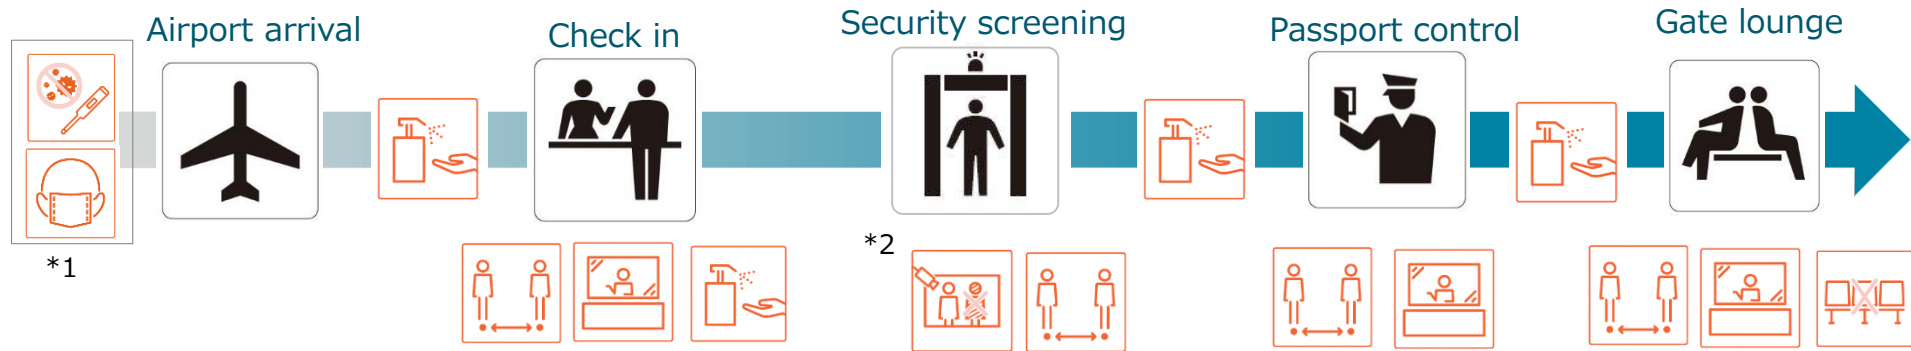 Airport arrival
Check in
Security screening
Passport control
Gate lounge
*1
*2